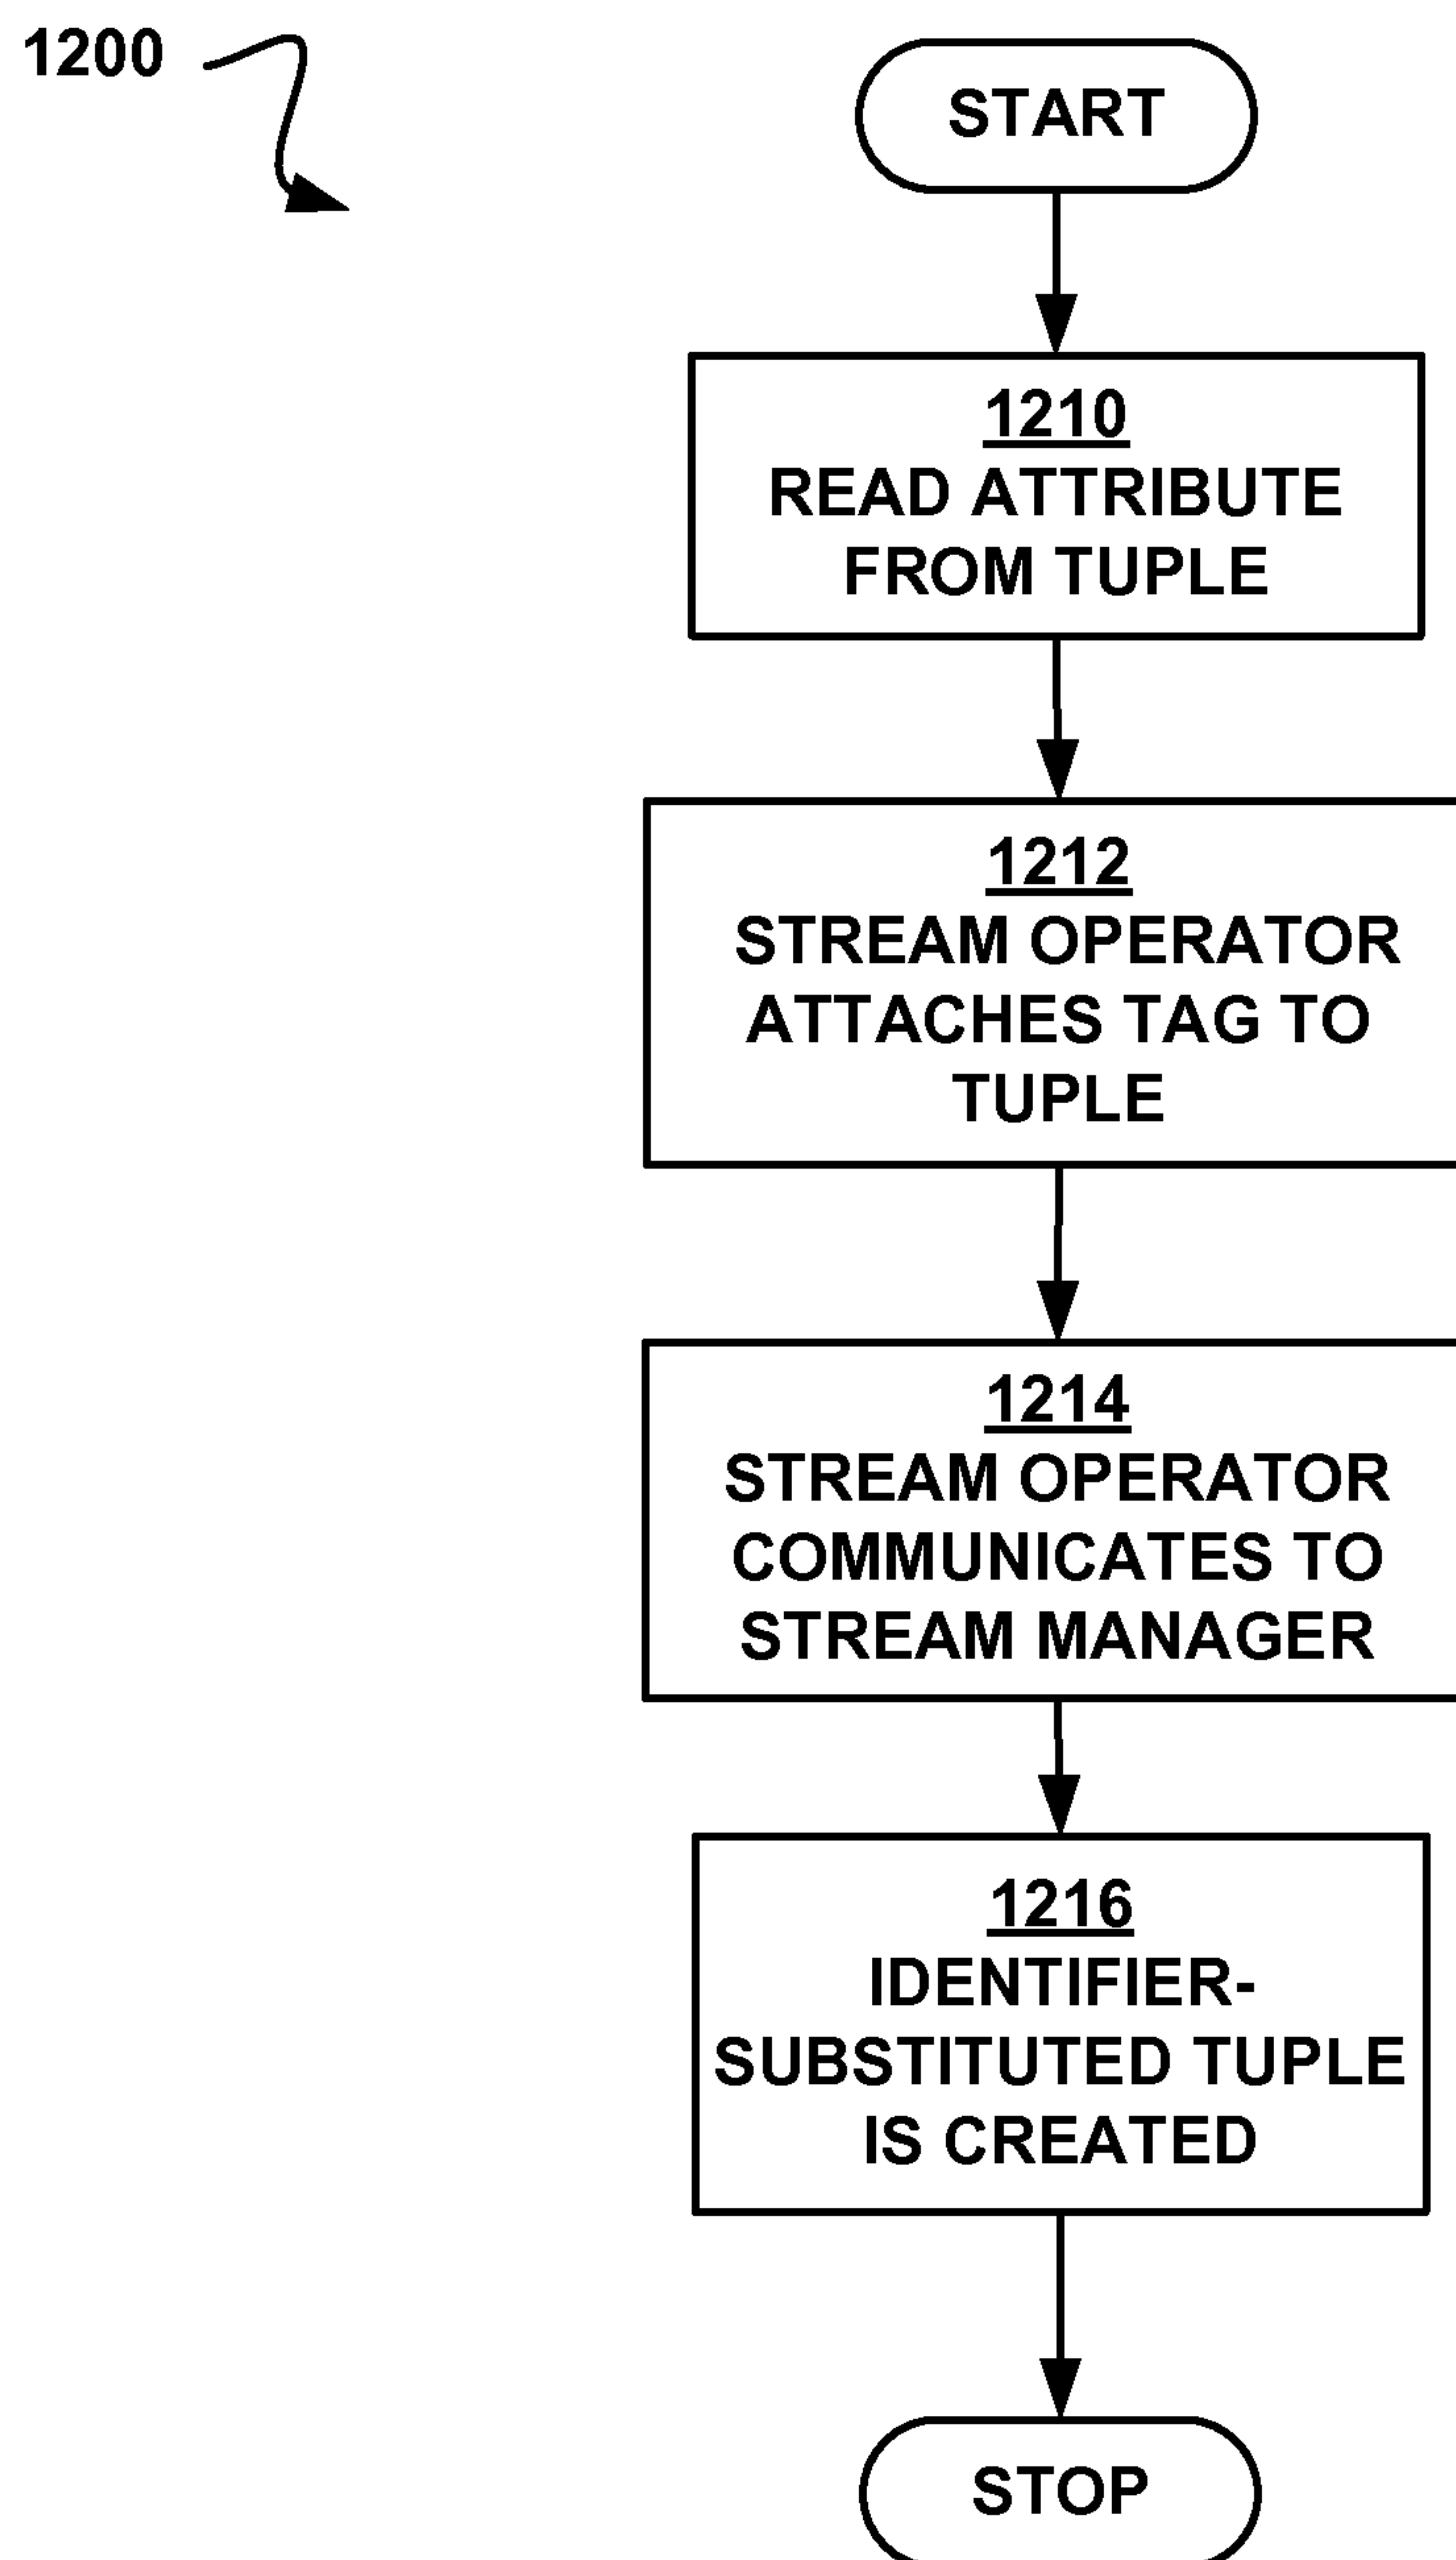 1200
START
1210
READ ATTRIBUTE
FROM TUPLE
1212
STREAM OPERATOR
ATTACHES TAG TO
TUPLE
1214
STREAM OPERATOR
COMMUNICATES TO
STREAM MANAGER
1216
IDENTIFIER-
SUBSTITUTED TUPLE
IS CREATED
STOP